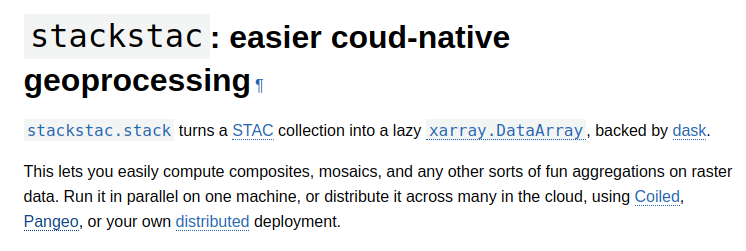 stackstac: easier coud-native
geoprocessing¶
stackstac.stack turns a STAC collection into a lazy xarray.DataArray, backed by dask.
This lets you easily compute composites, mosaics, and any other sorts of fun aggregations on raster
data. Run it in parallel on one machine, or distribute it across many in the cloud, using Coiled,
Pangeo, or your own distributed deployment.